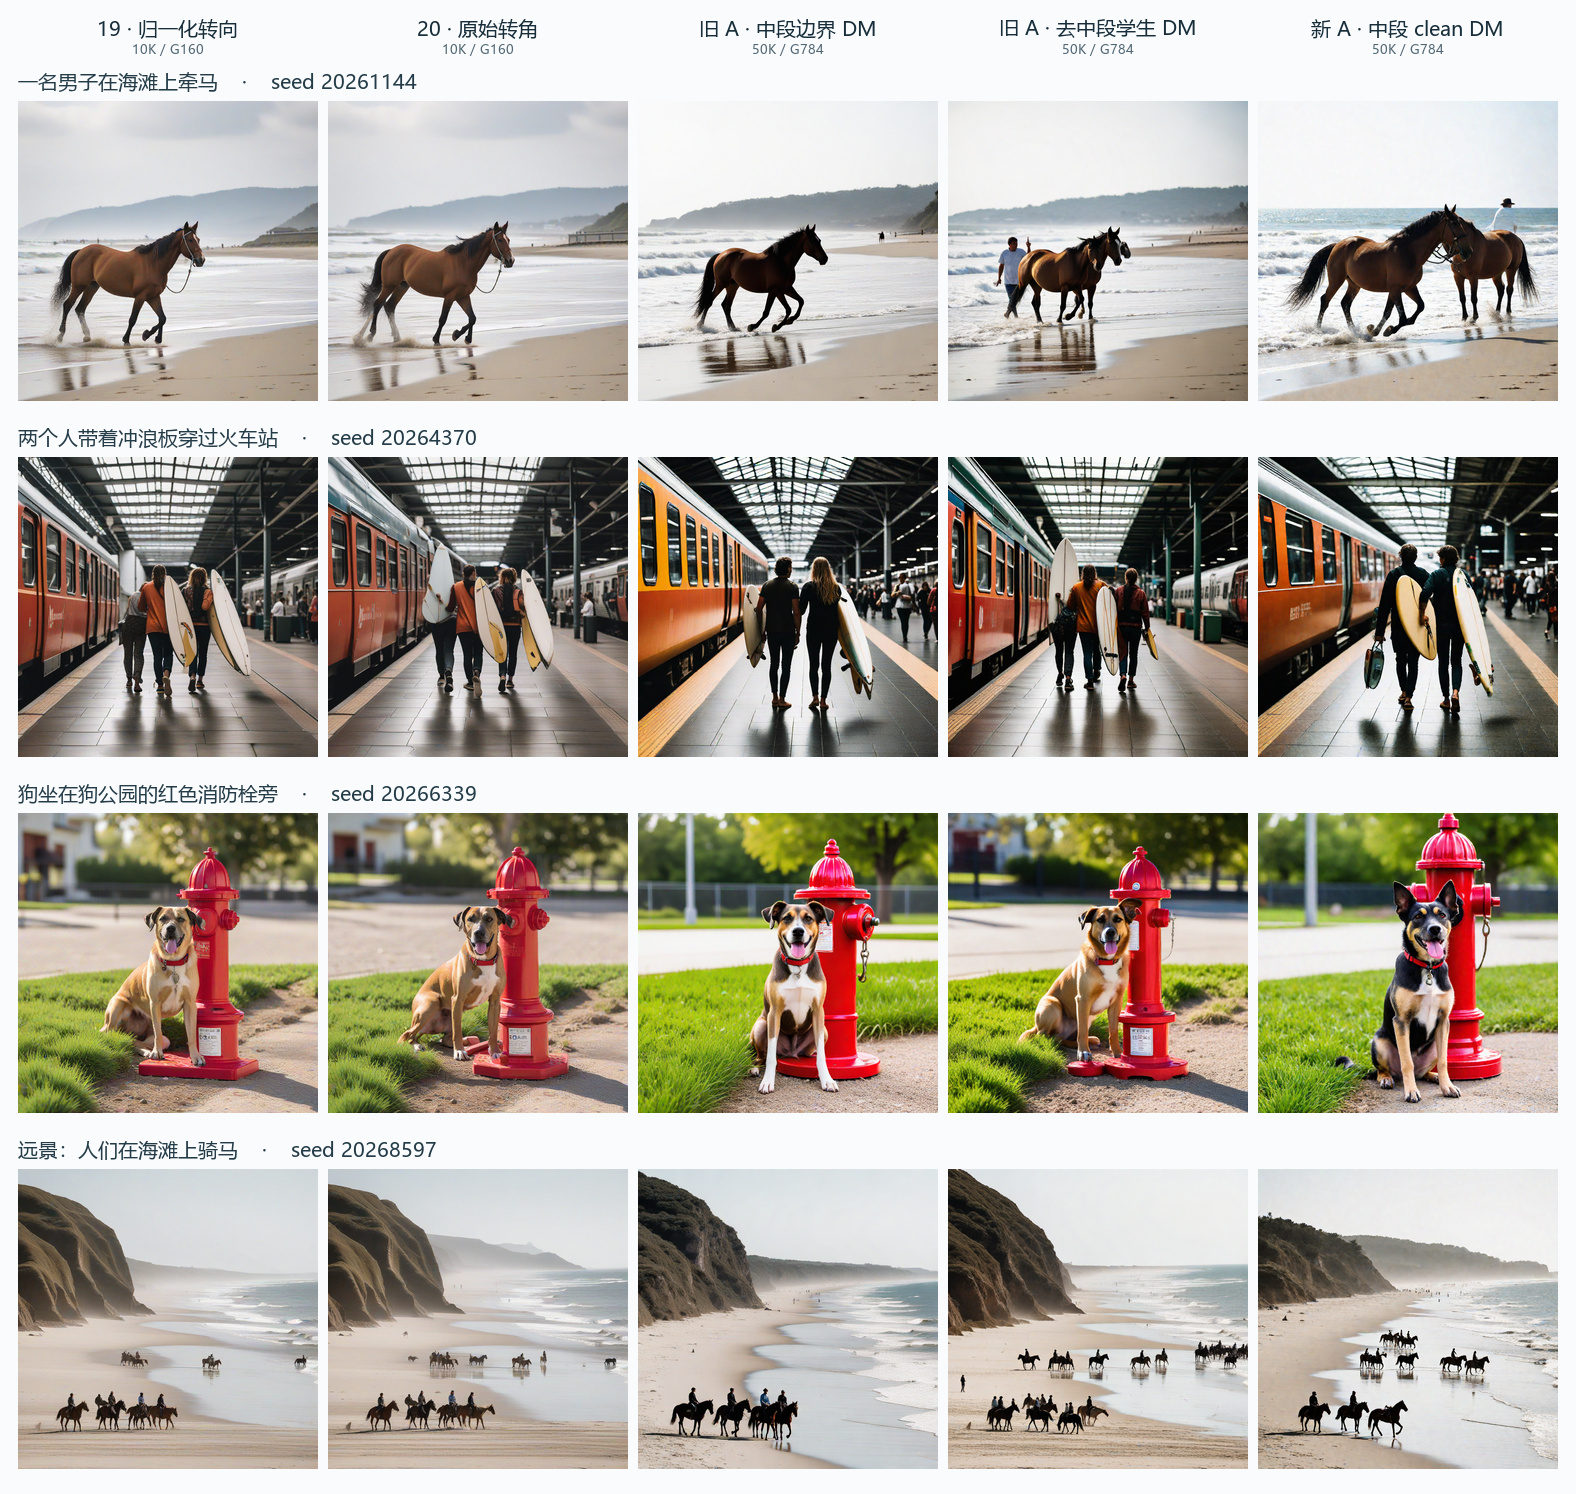 19 · 归一化转向
20 · 原始转角
旧 A · 中段边界 DM
旧 A · 去中段学生 DM
新 A · 中段 clean DM
10K / G160
10K / G160
50K / G784
50K / G784
50K / G784
一名男子在海滩上牵马 · seed 20261144
两个人带着冲浪板穿过火车站 · seed 20264370
狗坐在狗公园的红色消防栓旁 · seed 20266339
远景：人们在海滩上骑马 · seed 20268597